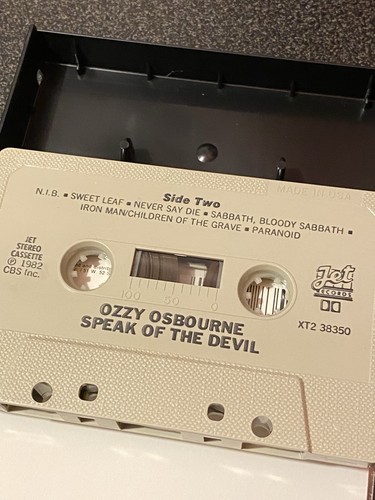 MADE IN USA
Side Two
N.I.B. ▪ SWEET LEAF ▪ NEVER SAY DIE ▪ SABBATH, BLOODY SABBATH ▪
IRON MAN/CHILDREN OF THE GRAVE ▪ PARANOID
JET
STEREO
CASSETTE
℗ 1982
CBS Inc.
100 50 0
Jet
RECORDS
XT2 38350
OZZY OSBOURNE
SPEAK OF THE DEVIL